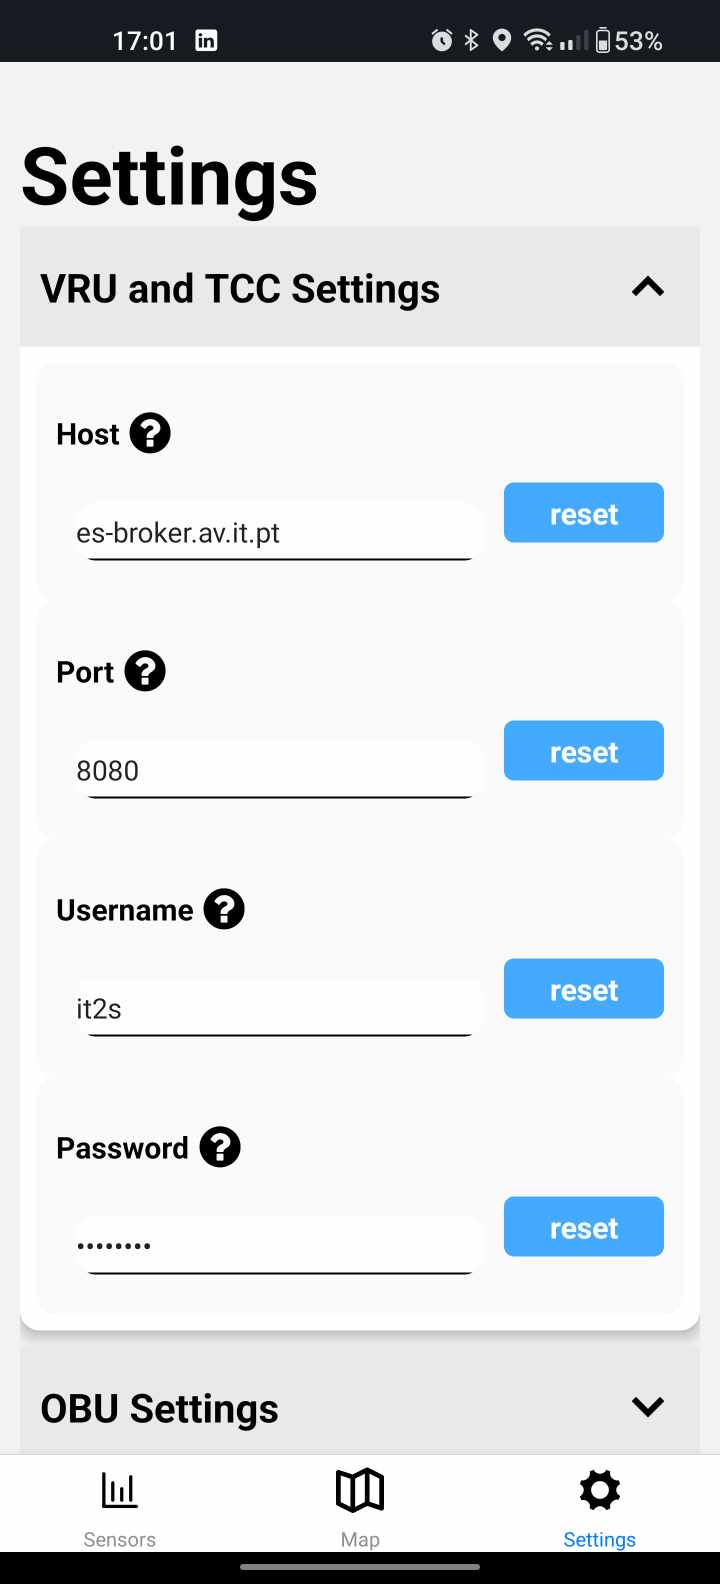 17:01 in 53%
Settings
VRU and TCC Settings
Host ?
es-broker.av.it.pt
reset
Port ?
8080
reset
Username ?
it2s
reset
Password ?
••••••••
reset
OBU Settings
Sensors Map Settings